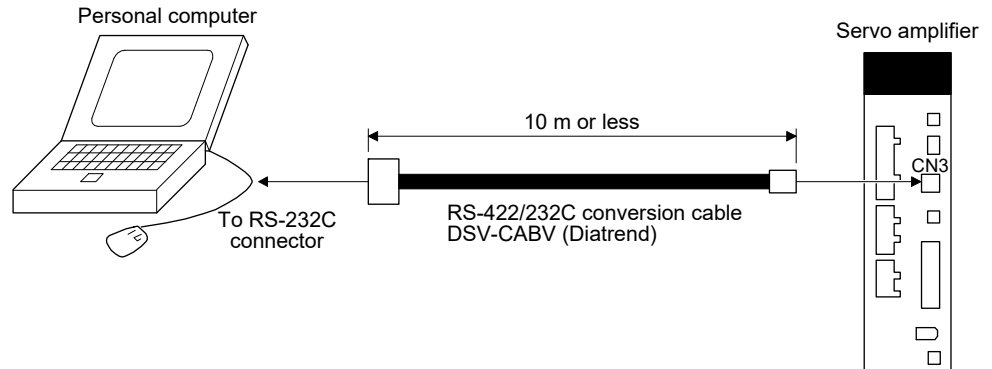 Personal computer
Servo amplifier
10 m or less
CN3
To RS-232C
connector
RS-422/232C conversion cable
DSV-CABV (Diatrend)